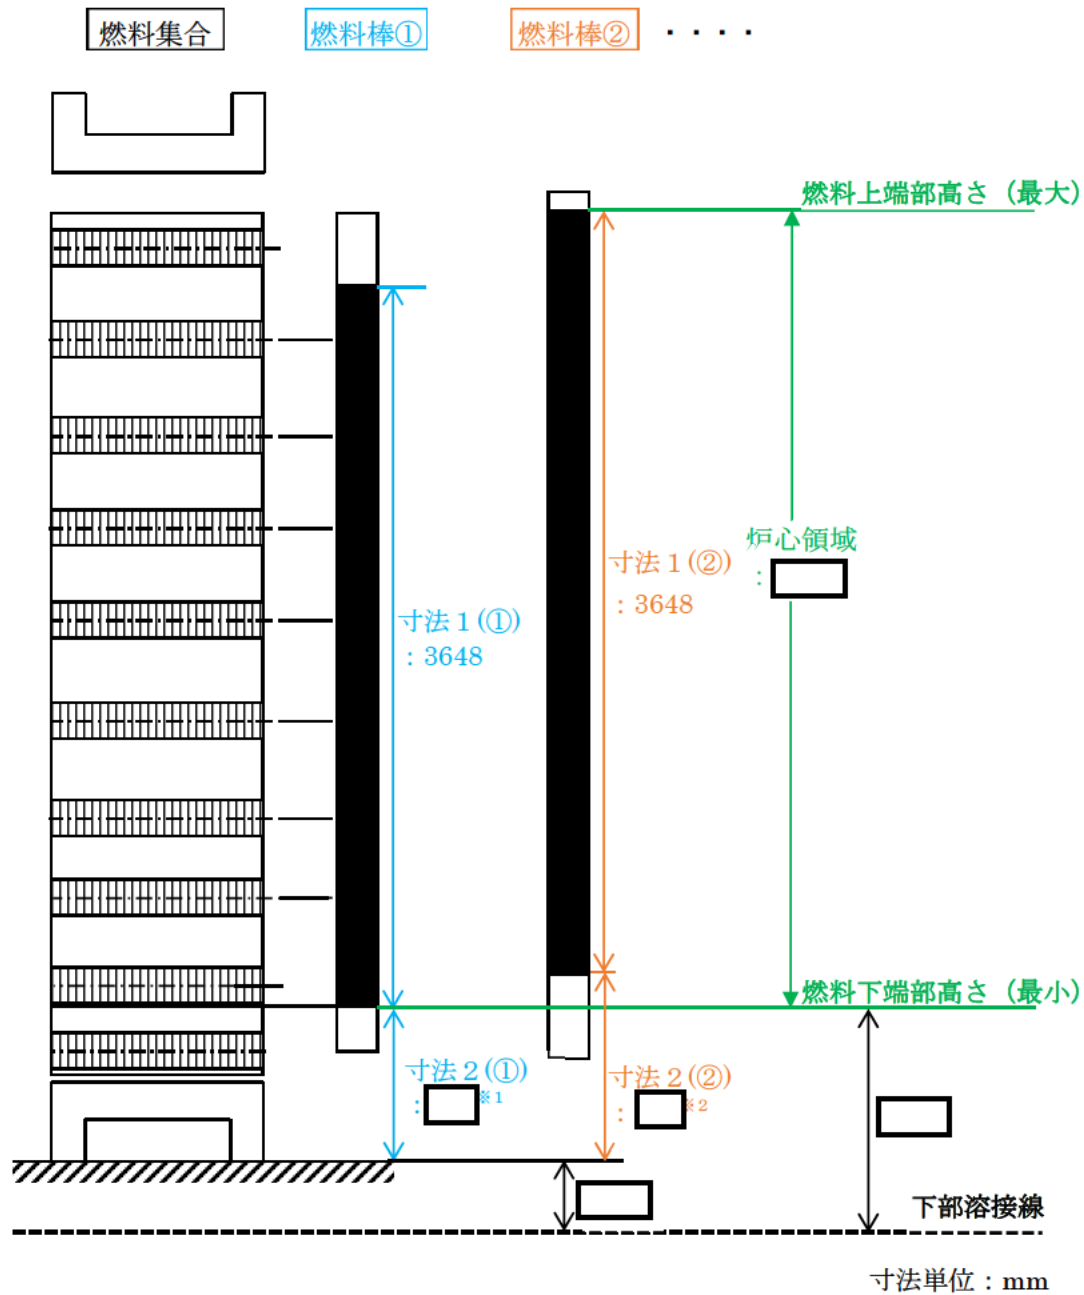 燃料集合
燃料棒①
燃料棒②
・・・・
燃料上端部高さ（最大）
炉心領域
：
寸法１(②)
：3648
寸法１(①)
：3648
燃料下端部高さ（最小）
寸法２(①)
：※1
寸法２(②)
：※2
下部溶接線
寸法単位：mm